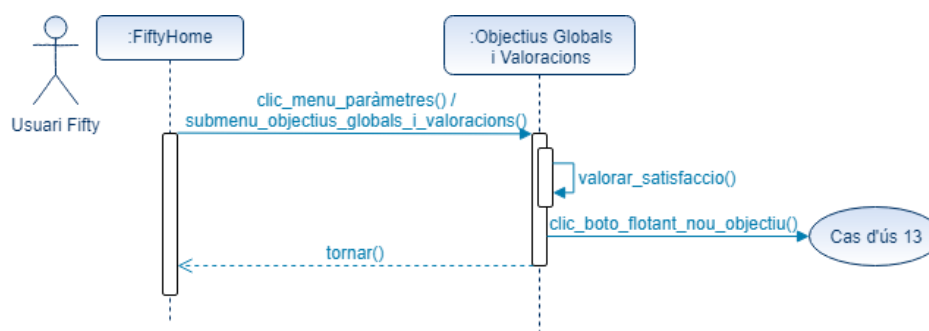 :FiftyHome
:Objectius Globals
i Valoracions
Usuari Fifty
clic_menu_paràmetres() /
submenu_objectius_globals_i_valoracions()
valorar_satisfaccio()
clic_boto_flotant_nou_objectiu()
Cas d'ús 13
tornar()